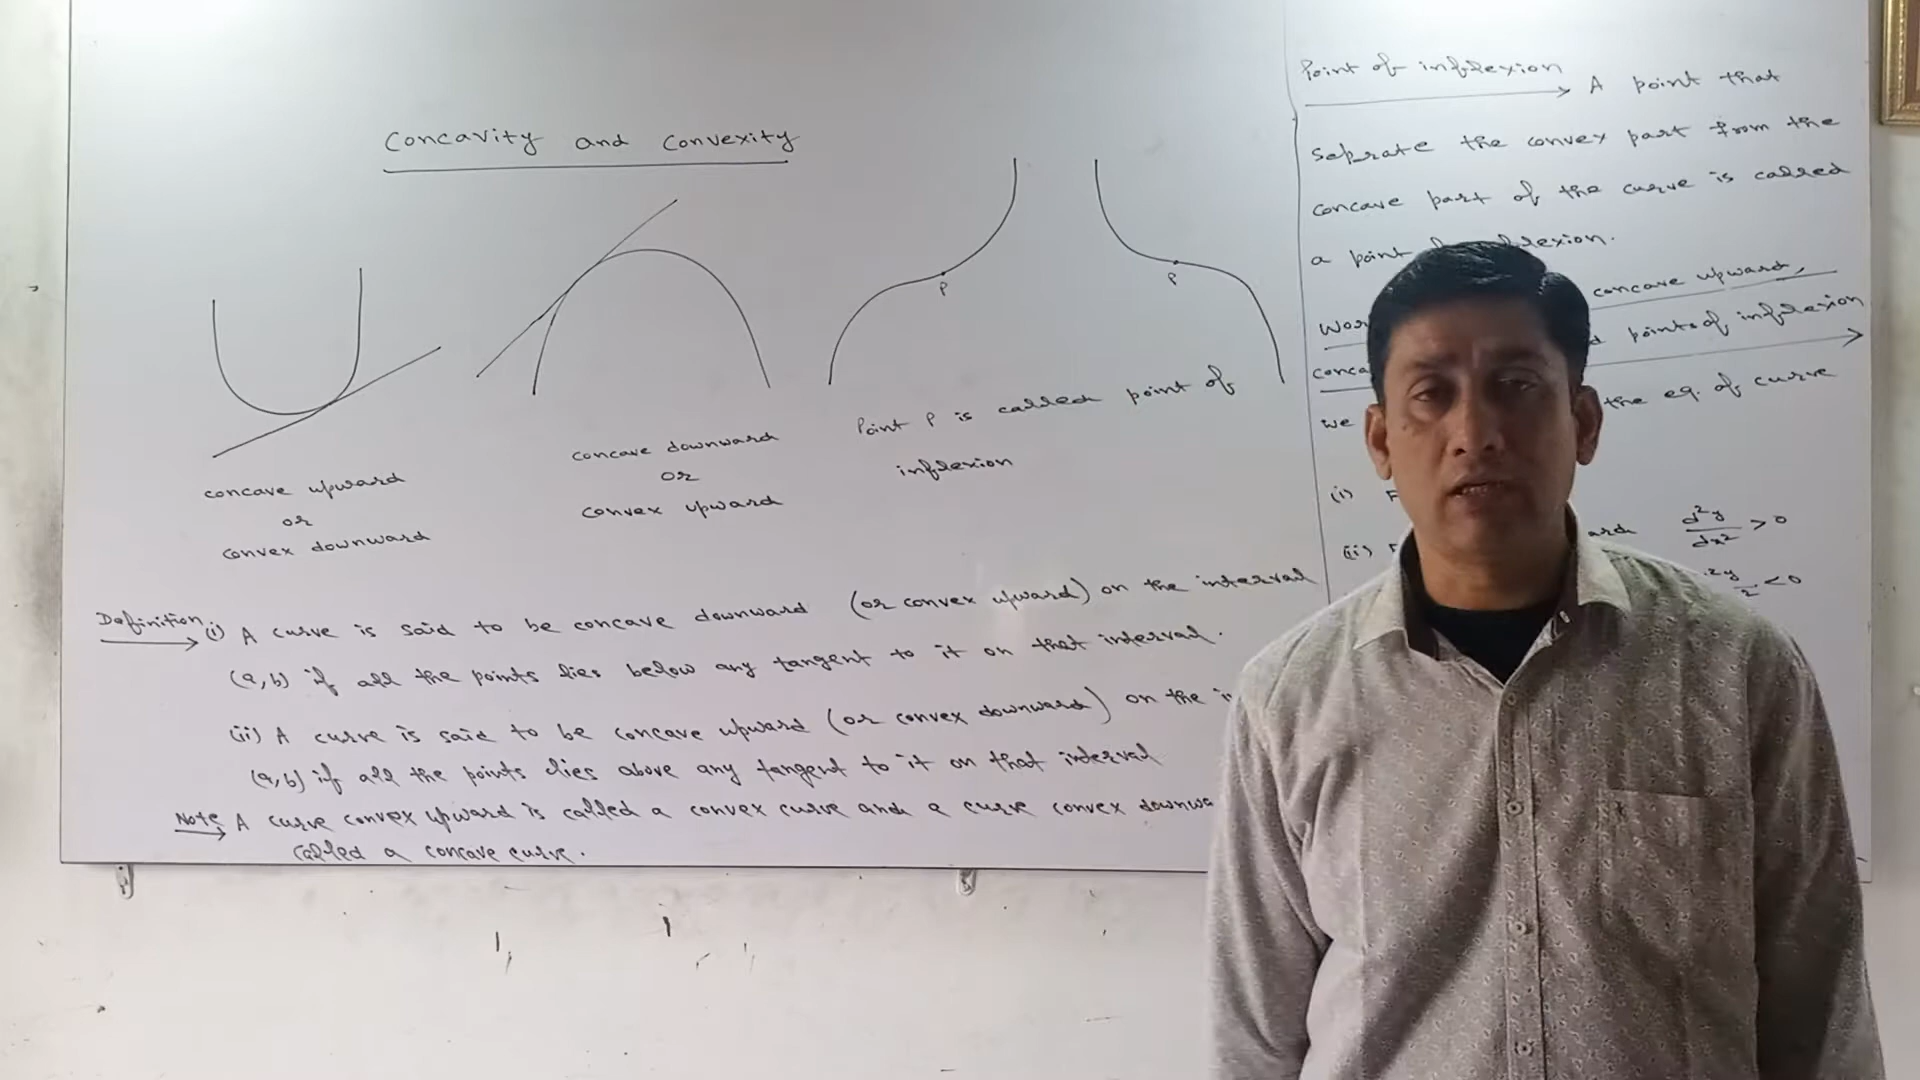 Concavity and Convexity
P
P
concave upward
or
convex downward
concave downward
or
convex upward
Point P is called point of
inflexion
Definition (i) A curve is said to be concave downward (or convex upward) on the interval
(a,b) if all the points lies below any tangent to it on that interval.
(ii) A curve is said to be concave upward (or convex downward) on the
(a,b) if all the points lies above any tangent to it on that interval
Note, A curve convex upward is called a convex curve and a curve convex
called a concave curve.
Point of inflexion A point that
seprate the convex part from the
concave part of the curve is called
a point
concave upward,
points of inflexion
we the eq. of curve
(i)
(ii) d²y/dx² > 0
< 0